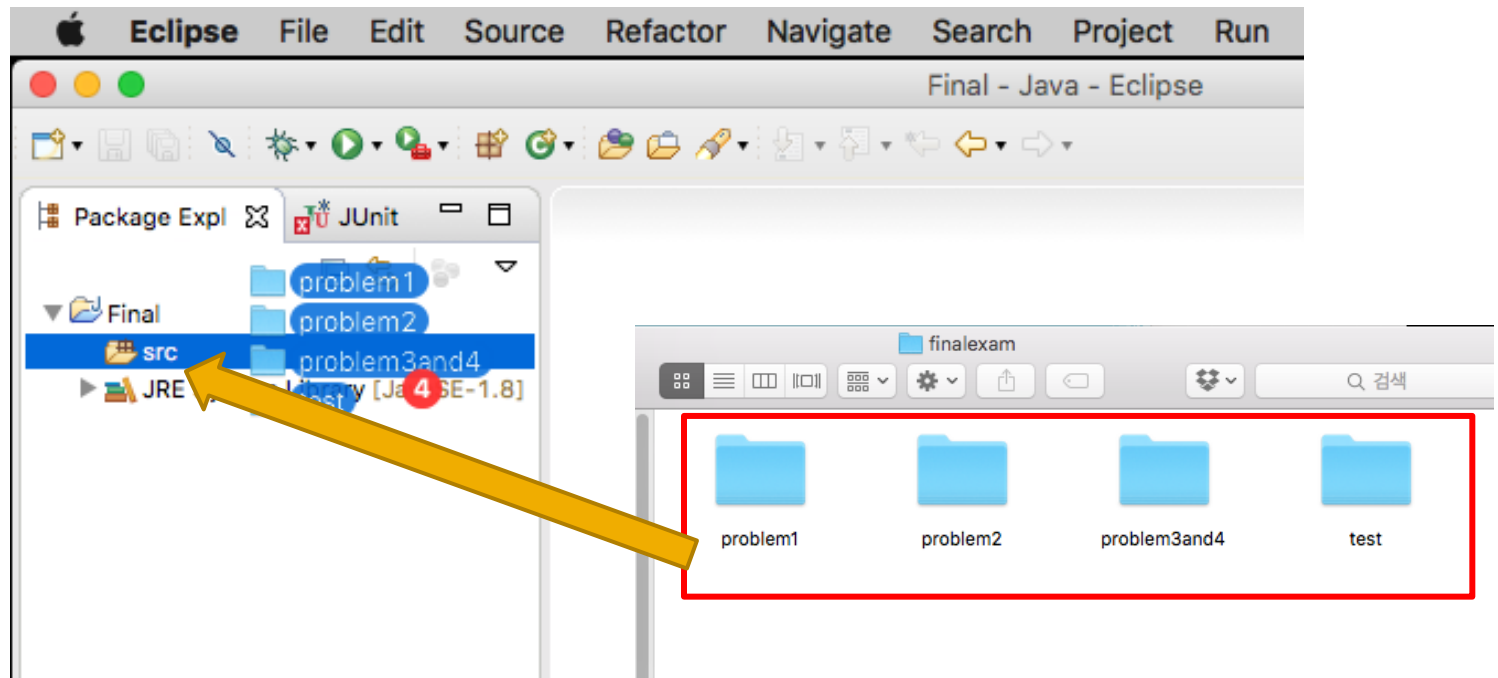 Eclipse File Edit Source Refactor Navigate Search Project Run
Final - Java - Eclipse
Package Expl JUnit
problem1
Final
problem2
src
problem3and4
JRE Library [Ja SE-1.8]
test
4
finalexam
검색
problem1 problem2 problem3and4 test